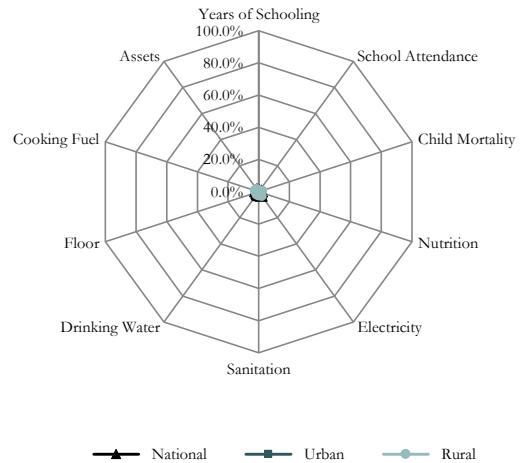 Years of Schooling
100.0%
Assets
School Attendance
80.0%
60.0%
Cooking Fuel
40.0%
Child Mortality
20.0%
0.0%
Floor
Nutrition
Drinking Water
Electricity
Sanitation
National Urban Rural